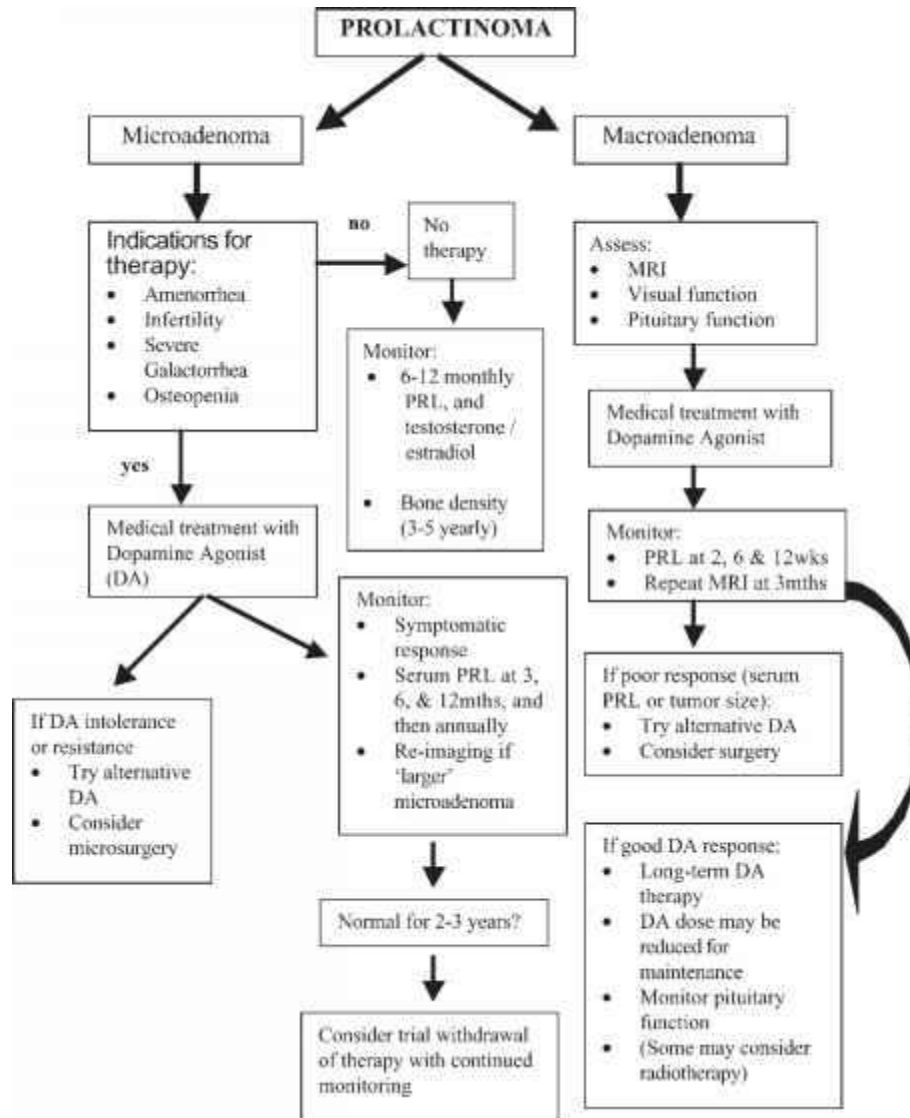 PROLACTINOMA
Microadenoma
Macroadenoma
Indications for
therapy:
• Amenorrhea
• Infertility
• Severe
Galactorrhea
• Osteopenia
no
No
therapy
Assess:
• MRI
• Visual function
• Pituitary function
Monitor:
• 6-12 monthly
PRL, and
testosterone /
estradiol
• Bone density
(3-5 yearly)
yes
Medical treatment with
Dopamine Agonist
(DA)
Medical treatment with
Dopamine Agonist
Monitor:
• PRL at 2, 6 & 12wks
• Repeat MRI at 3mths
Monitor:
• Symptomatic
response
• Serum PRL at 3,
6, & 12mths, and
then annually
• Re-imaging if
‘larger’
microadenoma
If DA intolerance
or resistance
• Try alternative
DA
• Consider
microsurgery
If poor response (serum
PRL or tumor size):
• Try alternative DA
• Consider surgery
Normal for 2-3 years?
Consider trial withdrawal
of therapy with continued
monitoring
If good DA response:
• Long-term DA
therapy
• DA dose may be
reduced for
maintenance
• Monitor pituitary
function
• (Some may consider
radiotherapy)